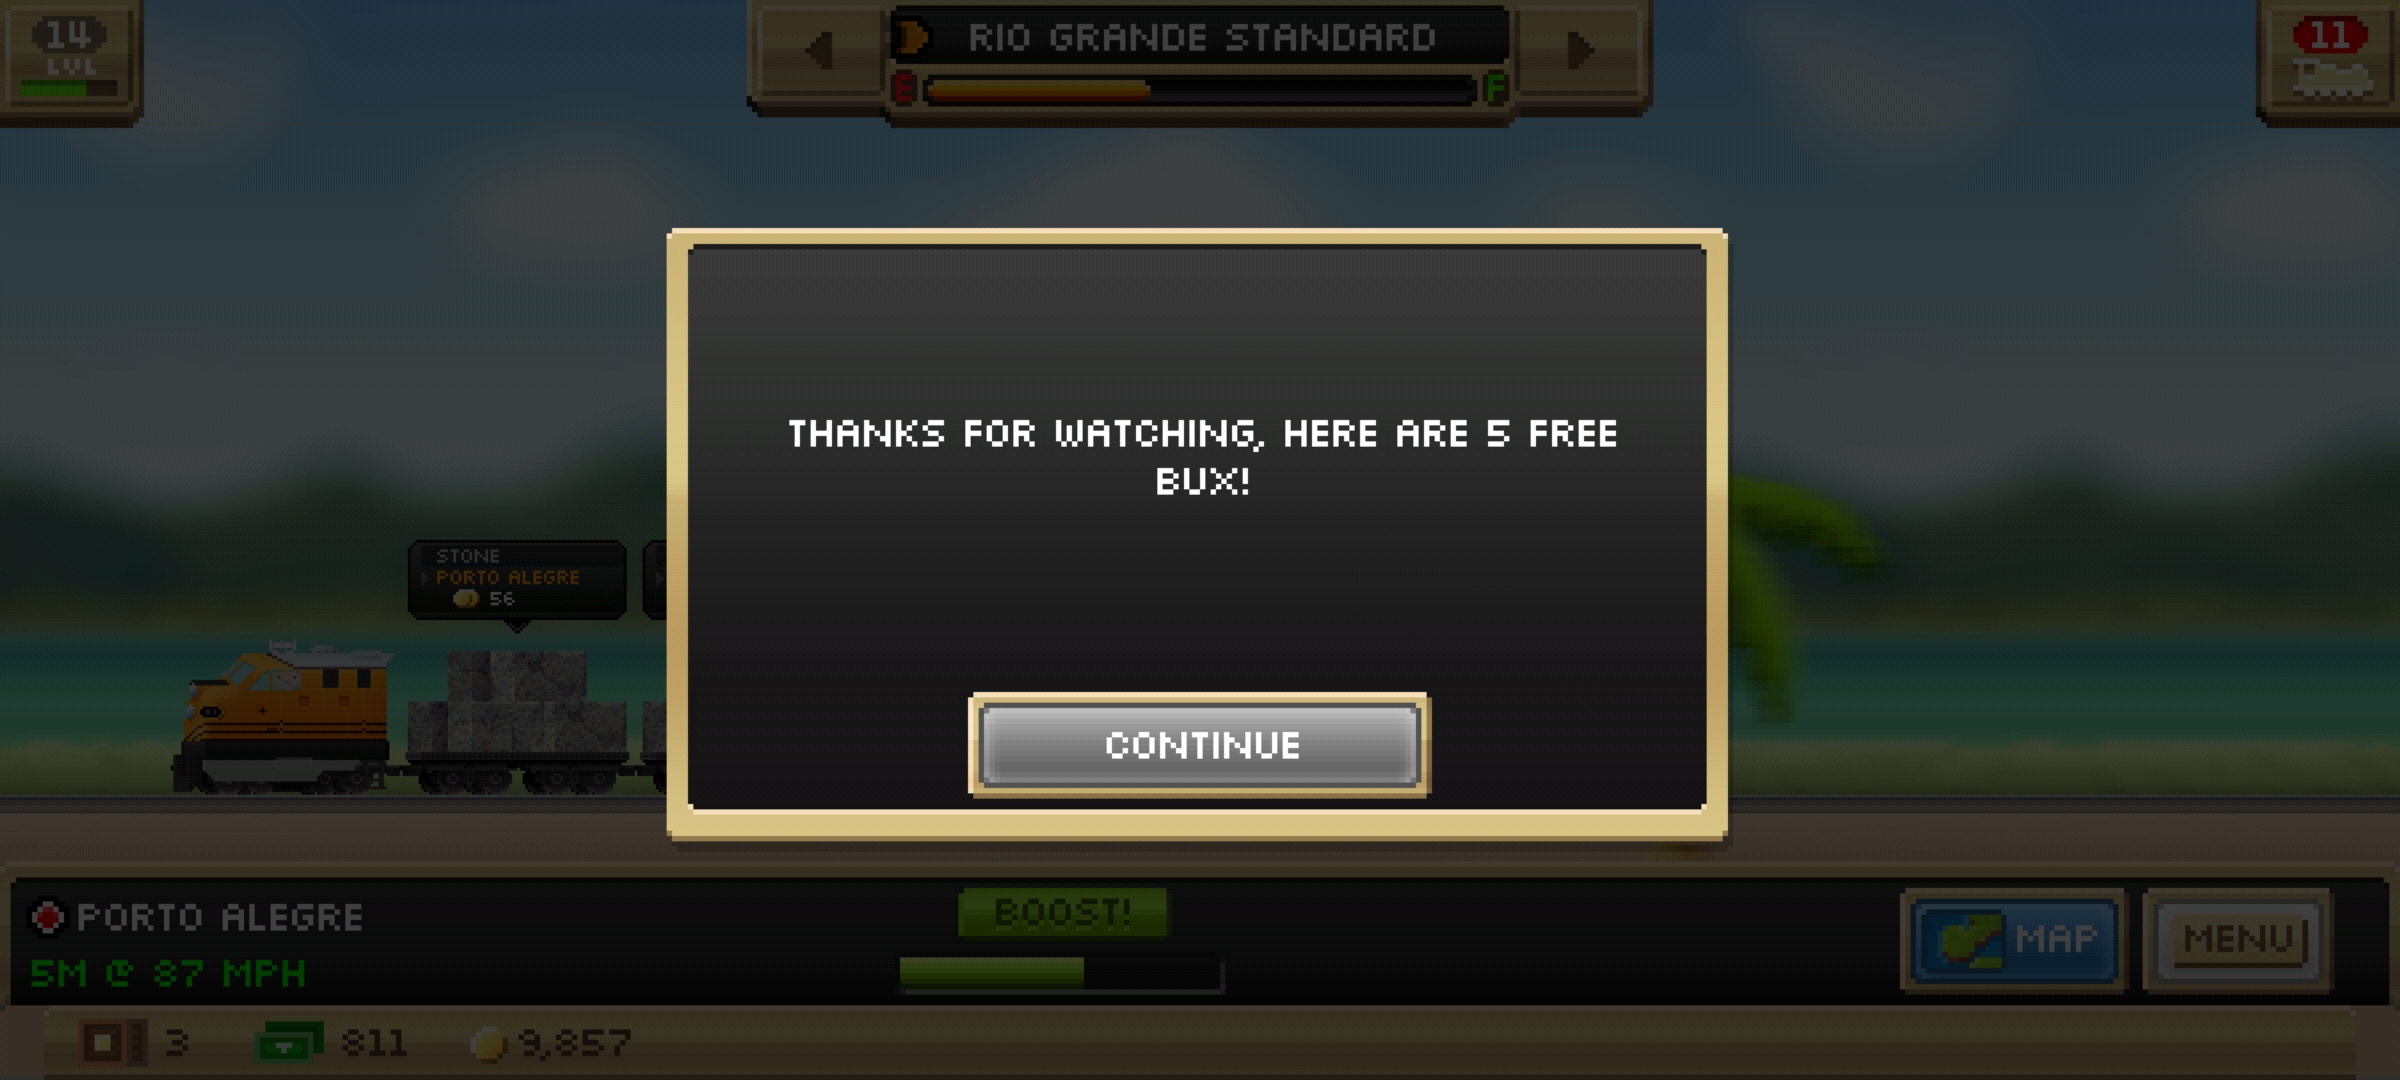 14
LVL
RIO GRANDE STANDARD
E
F
11
THANKS FOR WATCHING, HERE ARE 5 FREE
BUX!
STONE
PORTO ALEGRE
56
CONTINUE
PORTO ALEGRE
5M @ 87 MPH
BOOST!
MAP
MENU
3
811
9,857